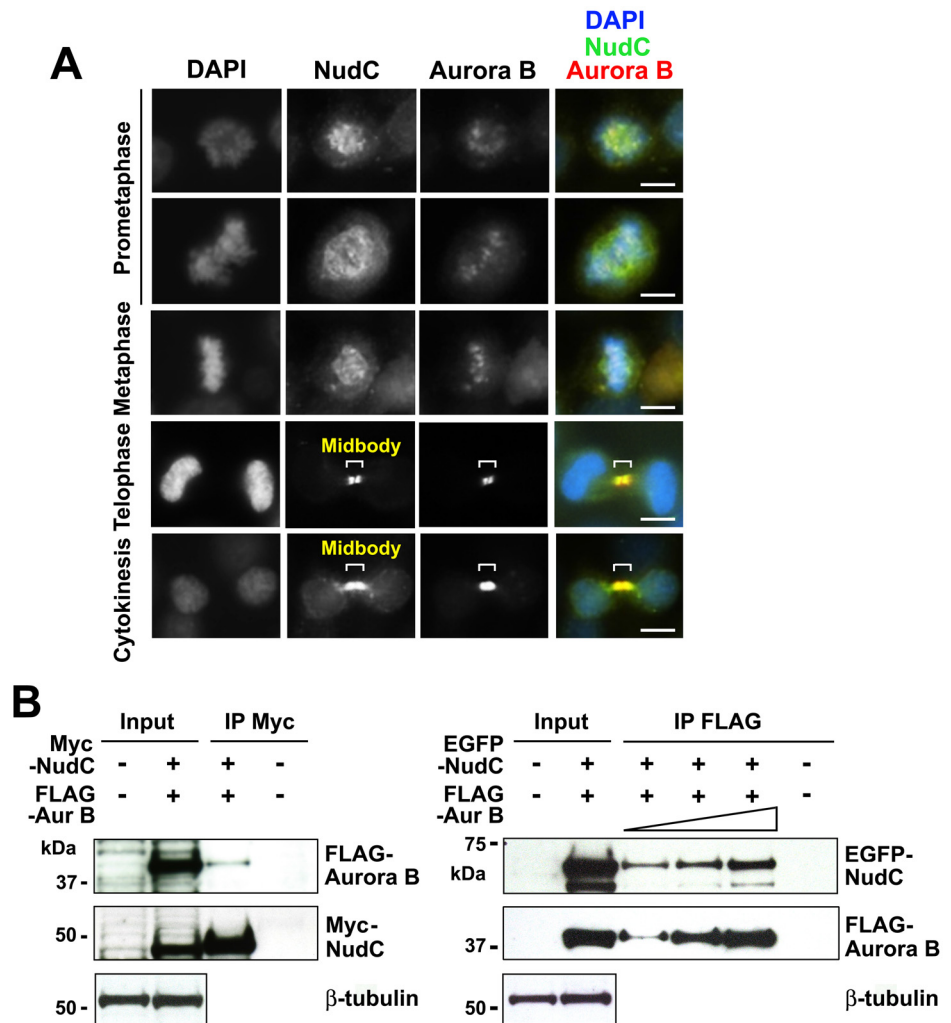 A
DAPI
NudC
Aurora B
DAPI
NudC
Aurora B
Prometaphase
Metaphase
Telophase
Midbody
Cytokinesis
Midbody
B
Input
IP Myc
Myc
-NudC
- + + -
FLAG
-Aur B
- + + -
kDa
37 -
FLAG-
Aurora B
50 -
Myc-
NudC
50 -
β-tubulin
Input
IP FLAG
EGFP
-NudC
- + + + + -
FLAG
-Aur B
- + + + + -
75 -
kDa
EGFP-
NudC
37 -
FLAG-
Aurora B
50 -
β-tubulin